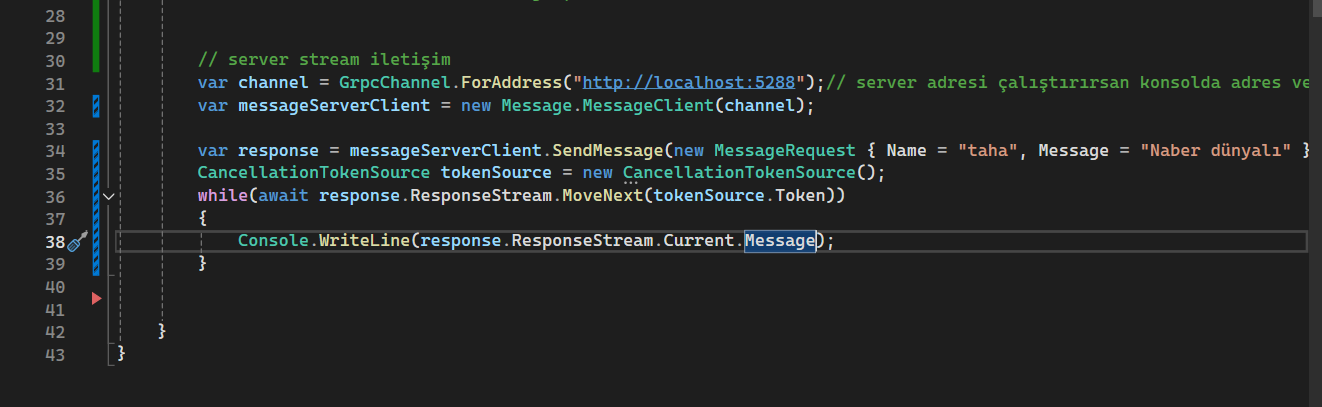 28
29
30 // server stream iletişim
31 var channel = GrpcChannel.ForAddress("http://localhost:5288");// server adresi çalıştırırsan konsolda adres ve
32 var messageServerClient = new Message.MessageClient(channel);
33
34 var response = messageServerClient.SendMessage(new MessageRequest { Name = "taha", Message = "Naber dünyalı" }
35 CancellationTokenSource tokenSource = new CancellationTokenSource();
36 while(await response.ResponseStream.MoveNext(tokenSource.Token))
37 {
38 Console.WriteLine(response.ResponseStream.Current.Message);
39 }
40
41
42 }
43 }